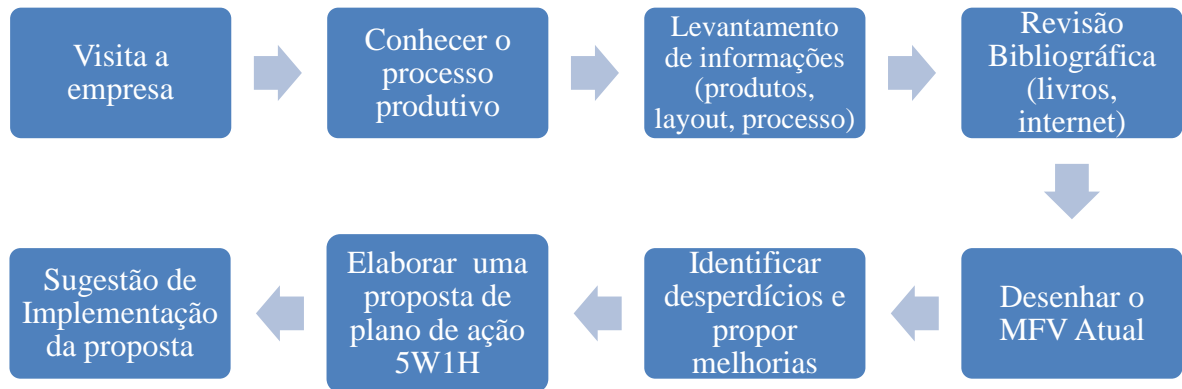 Visita a
empresa
Conhecer o
processo
produtivo
Levantamento
de informações
(produtos,
layout, processo)
Revisão
Bibliográfica
(livros,
internet)
Desenhar o
MFV Atual
Identificar
desperdícios e
propor
melhorias
Elaborar uma
proposta de
plano de ação
5W1H
Sugestão de
Implementação
da proposta